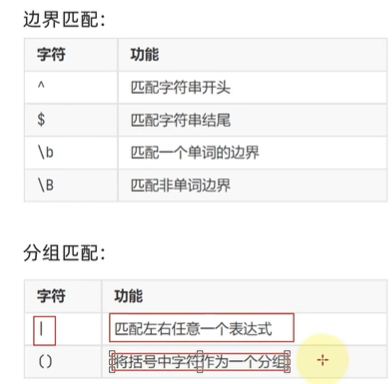 边界匹配：
字符 功能
^ 匹配字符串开头
$ 匹配字符串结尾
\b 匹配一个单词的边界
\B 匹配非单词边界
分组匹配：
字符 功能
| 匹配左右任意一个表达式
() 将括号中字符作为一个分组